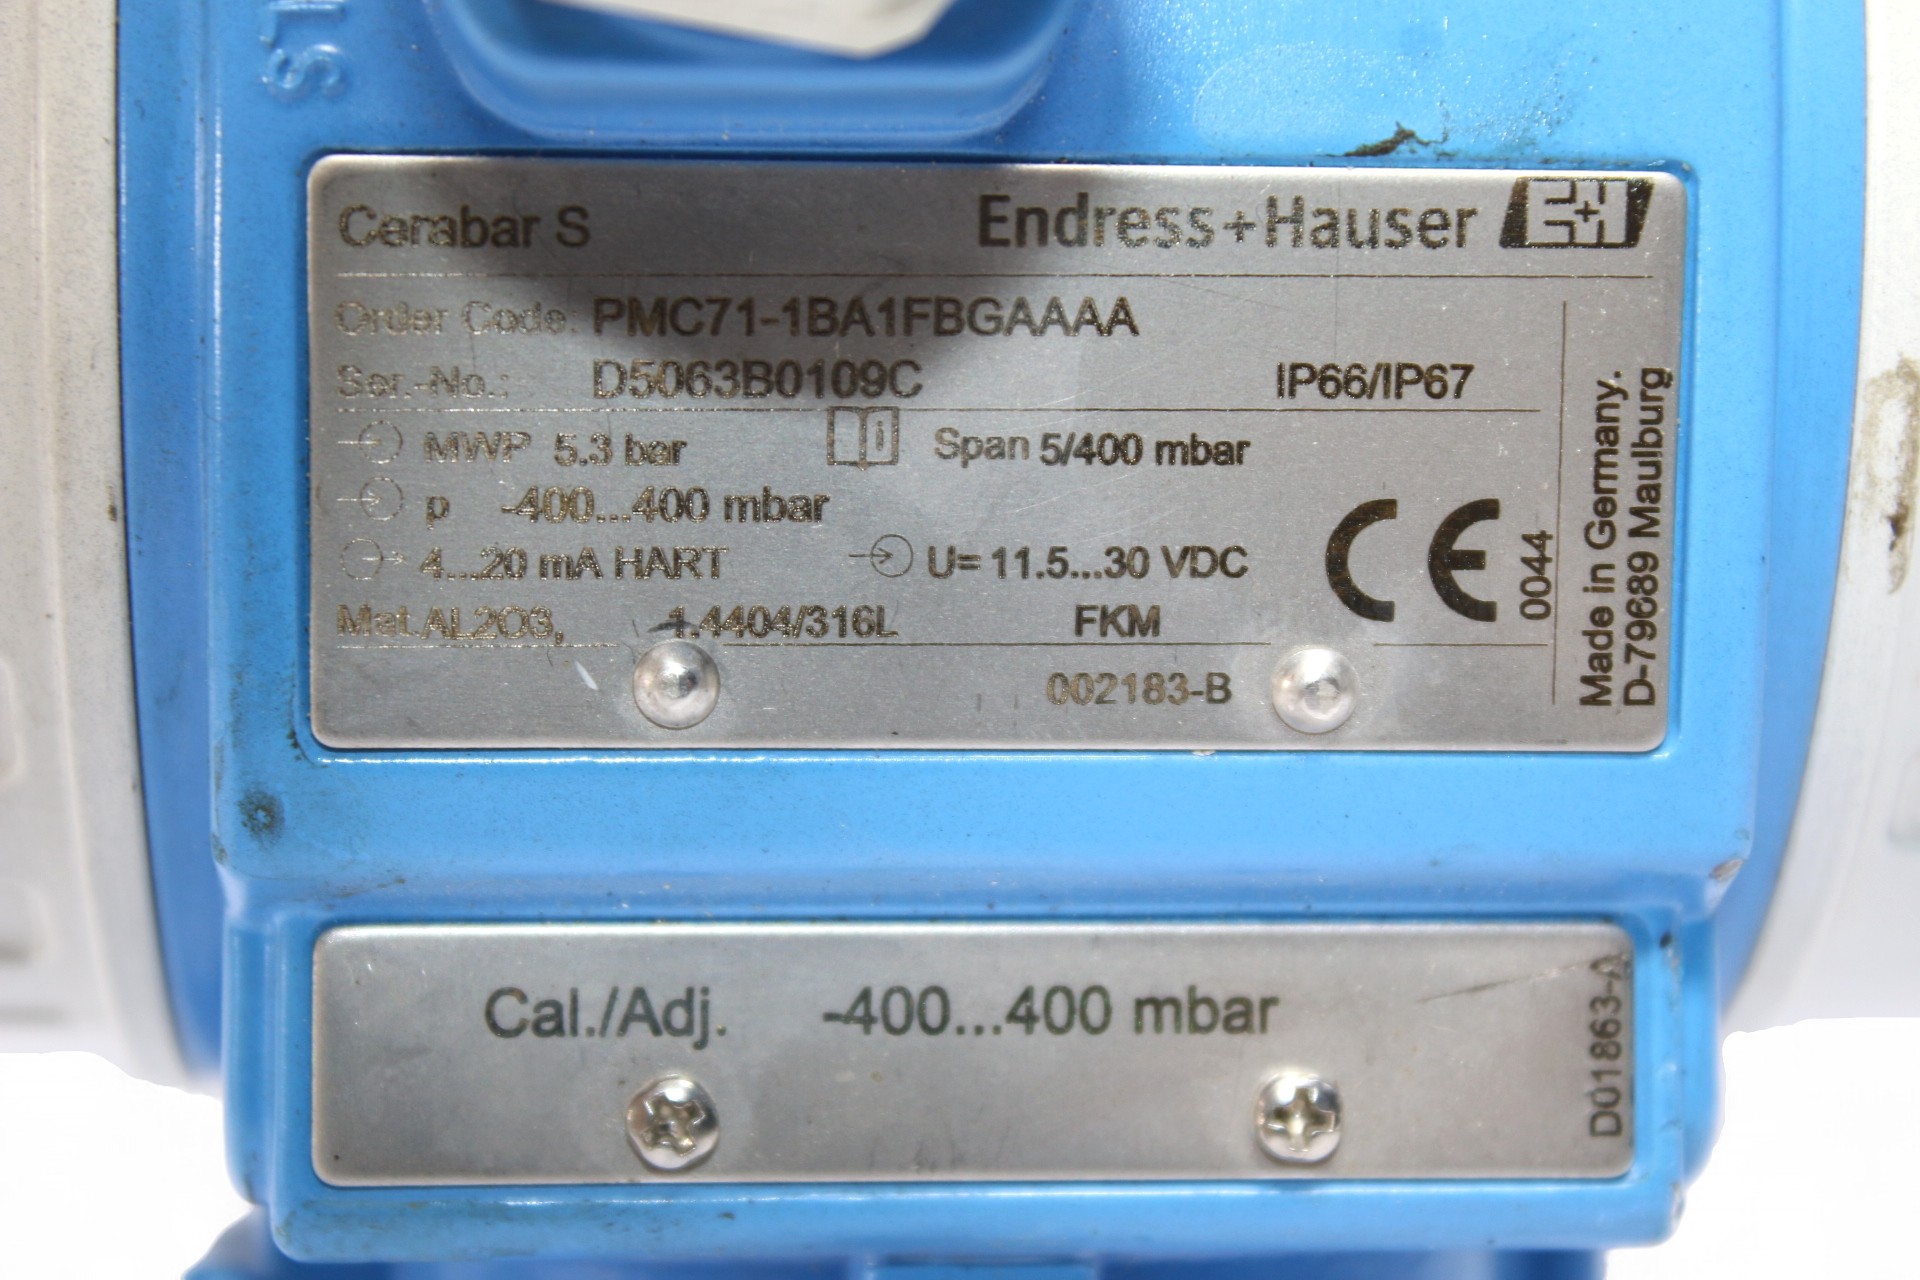 Cerabar S Endress+Hauser
Order Code: PMC71-1BA1FBGAAAA
Ser.-No.: D5063B0109C IP66/IP67
MWP 5.3 bar i Span 5/400 mbar
p -400...400 mbar
4...20 mA HART U= 11.5...30 VDC
Mat.AL2O3, 1.4404/316L FKM
002183-B
CE 0044
Made in Germany.
D-79689 Maulburg
Cal./Adj. -400...400 mbar
D01863-A